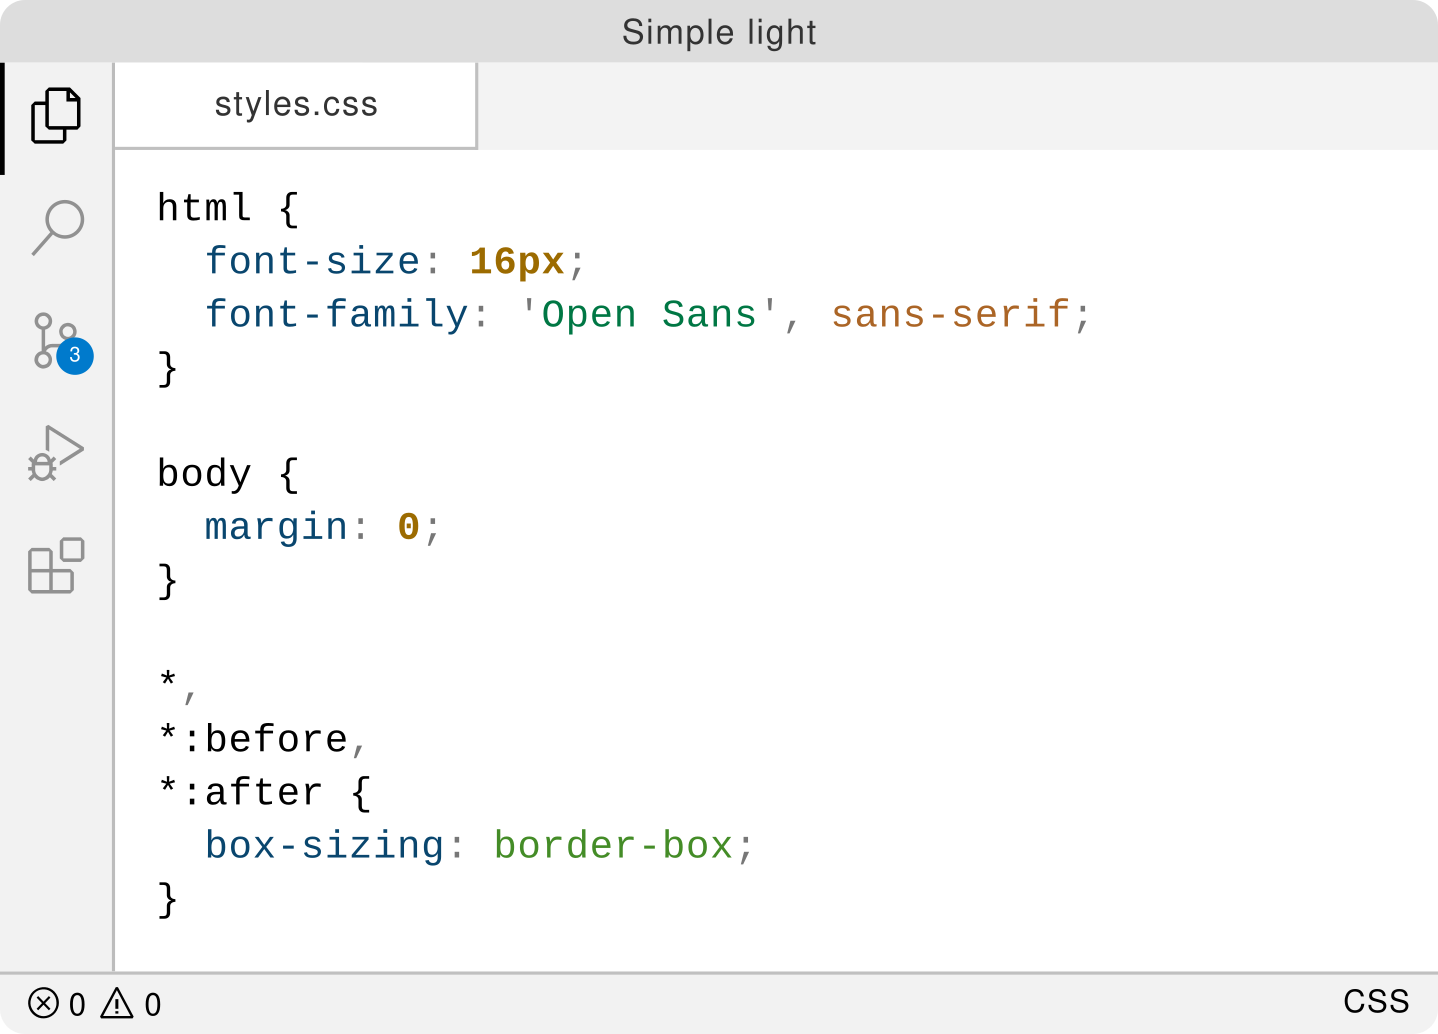 Simple light
styles.css
html {
  font-size: 16px;
  font-family: 'Open Sans', sans-serif;
}

body {
  margin: 0;
}

*,
*:before,
*:after {
  box-sizing: border-box;
}
3
0 0
CSS